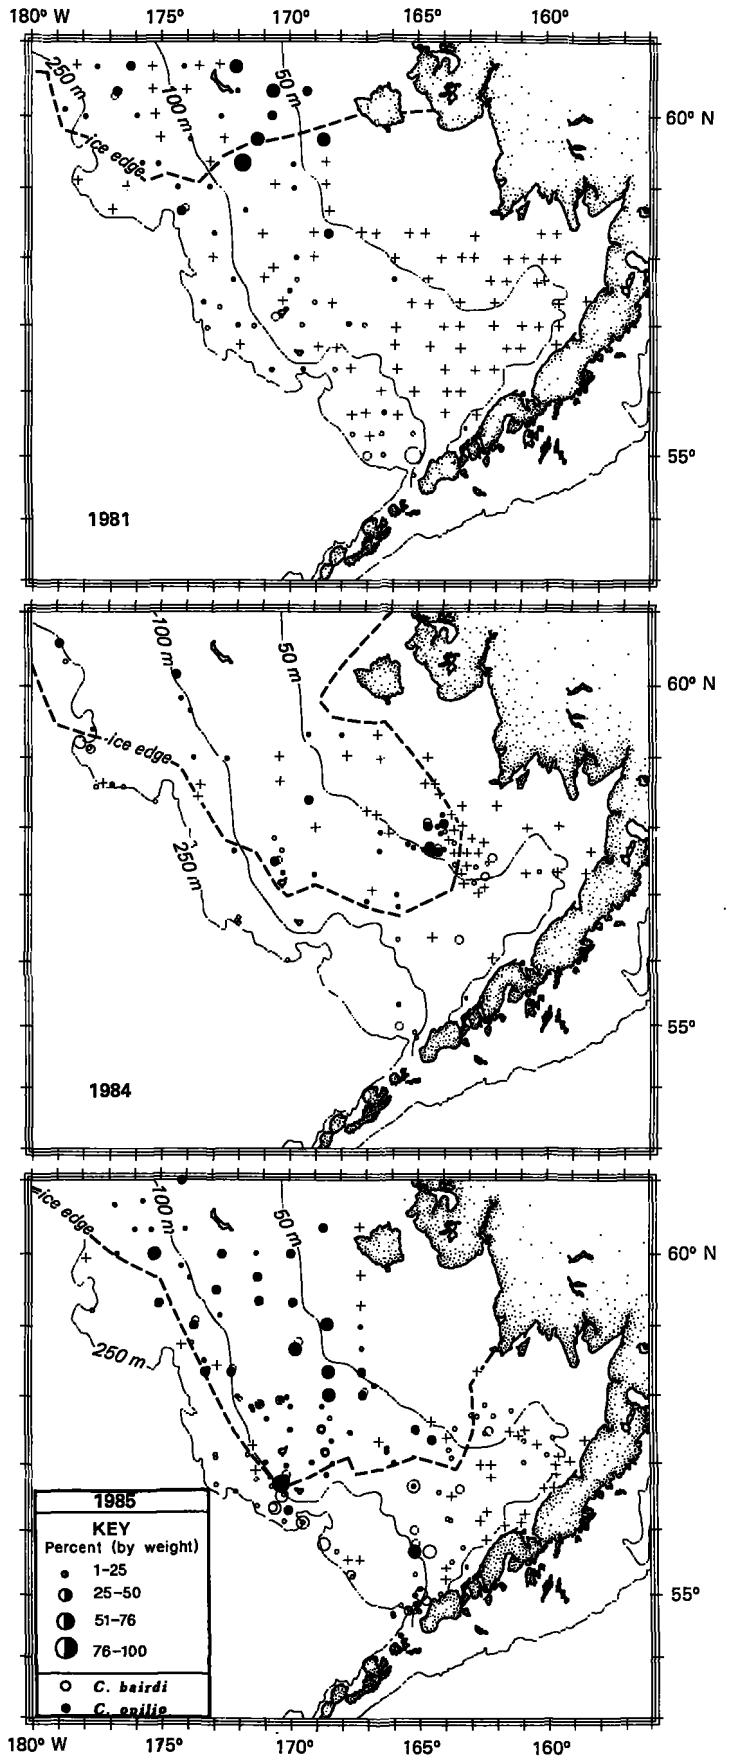 180° W 175° 170° 165° 160°
250 m
100 m
50 m
ice edge
60° N
55°
1981
100 m
50 m
60° N
ice edge
250 m
55°
1984
ice edge
100 m
50 m
60° N
250 m
1985
KEY
Percent (by weight)
1-25
25-50
51-76
76-100
C. bairdi
C. opilio
55°
180° W 175° 170° 165° 160°